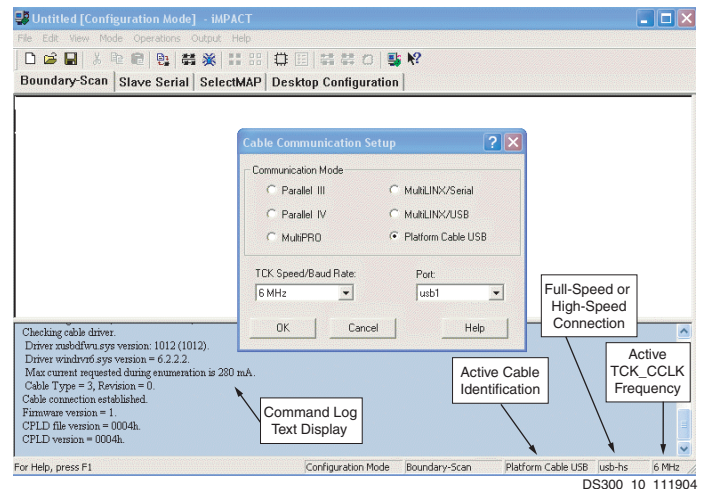 Untitled [Configuration Mode] - iMPACT
File Edit View Mode Operations Output Help
Boundary-Scan Slave Serial SelectMAP Desktop Configuration
Cable Communication Setup
Communication Mode
Parallel III MultiLINX/Serial
Parallel IV MultiLINX/USB
MultiPRO Platform Cable USB
TCK Speed/Baud Rate: Port:
6 MHz usb1
OK Cancel Help
Full-Speed or
High-Speed
Connection
Checking cable driver.
Driver xusbdfwu.sys version: 1012 (1012).
Driver windrvr6.sys version = 6.2.2.2.
Max current requested during enumeration is 280 mA.
Cable Type = 3, Revision = 0.
Cable connection established.
Firmware version = 1.
CPLD file version = 0004h.
CPLD version = 0004h.
Command Log
Text Display
Active Cable
Identification
Active
TCK_CCLK
Frequency
For Help, press F1 Configuration Mode Boundary-Scan Platform Cable USB usb-hs 6 MHz
DS300_10_111904